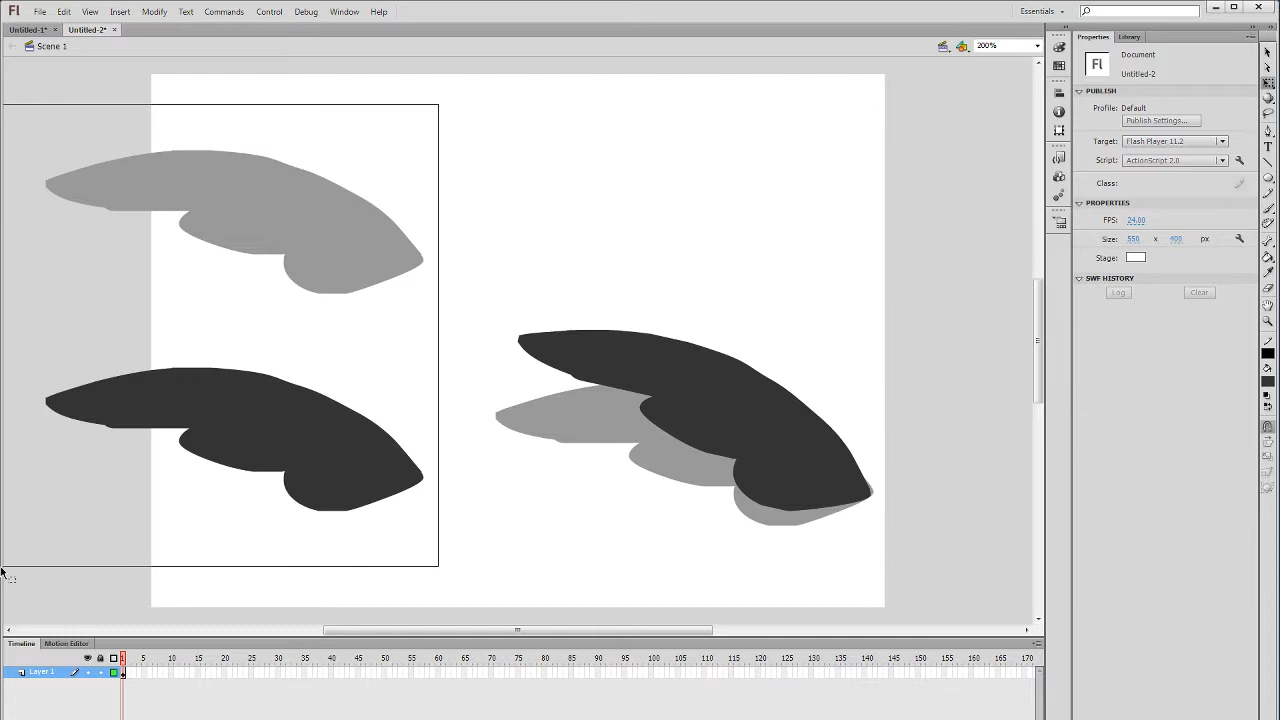 Fl File Edit View Insert Text Commands Control Debug Window Help Essentials
Modify
Untitled-1* × Untitled-2* ×
Scene 1 200%
Properties Library
Fl Document
Untitled-2
PUBLISH
Profile: Default
Publish Settings...
Target: Flash Player 11.2
Script: ActionScript 2.0
Class:
PROPERTIES
FPS: 24.00
Size: 550 x 400 px
Stage:
SWF HISTORY
Log Clear
Timeline Motion Editor
1 5 10 15 20 25 30 35 40 45 50 55 60 65 70 75 80 85 90 95 100 105 110 115 120 125 130 135 140 145 150 155 160 165 170
Layer 1